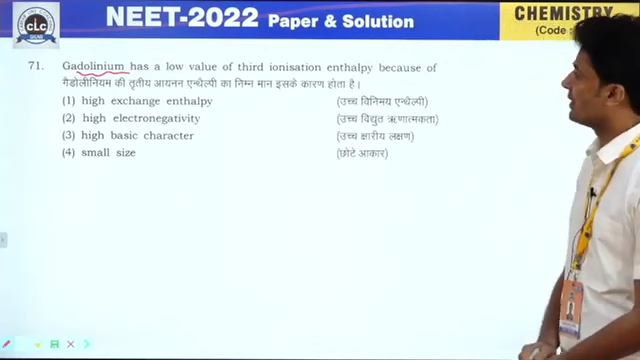 CLC
NEET-2022 Paper & Solution
CHEMISTRY
(Code :
71. Gadolinium has a low value of third ionisation enthalpy because of
गैडोलीनियम की तृतीय आयनन एन्थैल्पी का निम्न मान इसके कारण होता है।
(1) high exchange enthalpy (उच्च विनिमय एन्थैल्पी)
(2) high electronegativity (उच्च विद्युत ऋणात्मकता)
(3) high basic character (उच्च क्षारीय लक्षण)
(4) small size (छोटे आकार)